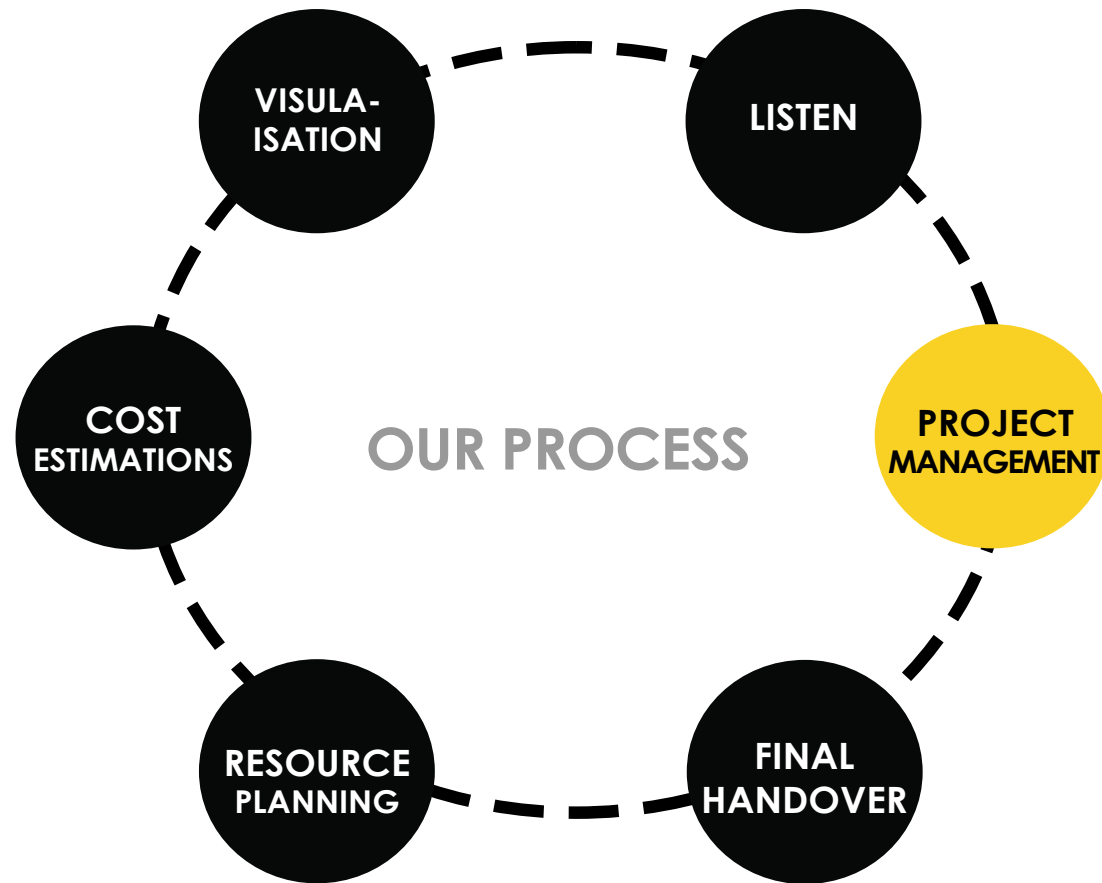 VISULA-
ISATION
LISTEN
COST
ESTIMATIONS
OUR PROCESS
PROJECT
MANAGEMENT
RESOURCE
PLANNING
FINAL
HANDOVER